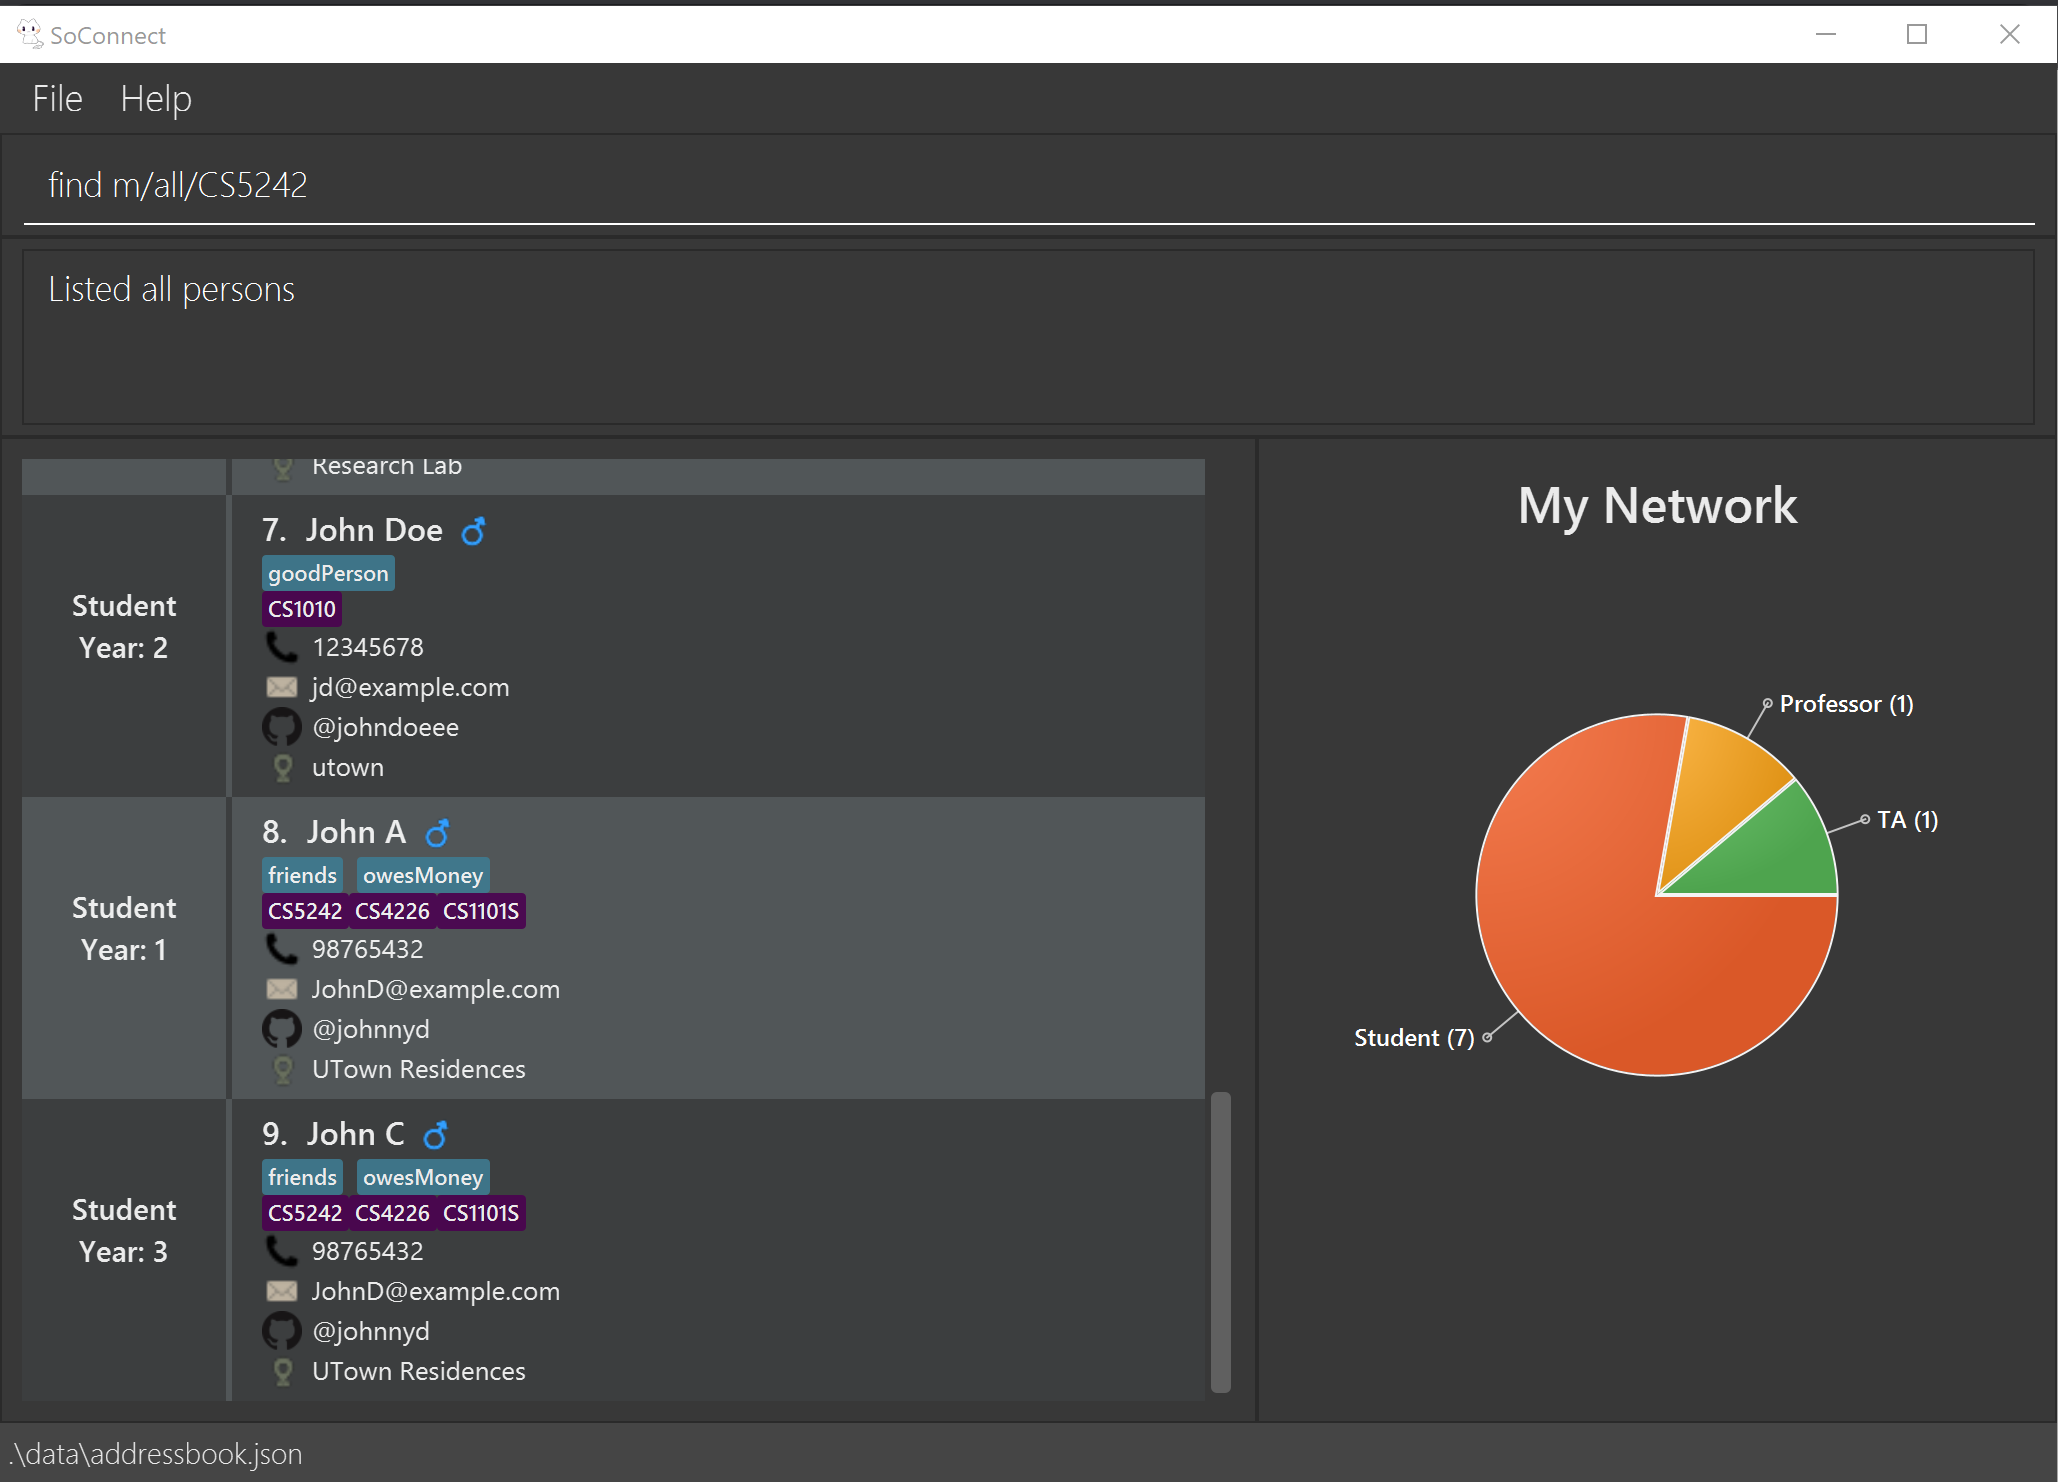 SoConnect
File Help
find m/all/CS5242
Listed all persons
Research Lab
Student
Year: 2
7. John Doe
goodPerson
CS1010
12345678
jd@example.com
@johndoeee
utown
Student
Year: 1
8. John A
friends owesMoney
CS5242 CS4226 CS1101S
98765432
JohnD@example.com
@johnnyd
UTown Residences
Student
Year: 3
9. John C
friends owesMoney
CS5242 CS4226 CS1101S
98765432
JohnD@example.com
@johnnyd
UTown Residences
My Network
Professor (1)
TA (1)
Student (7)
.\data\addressbook.json